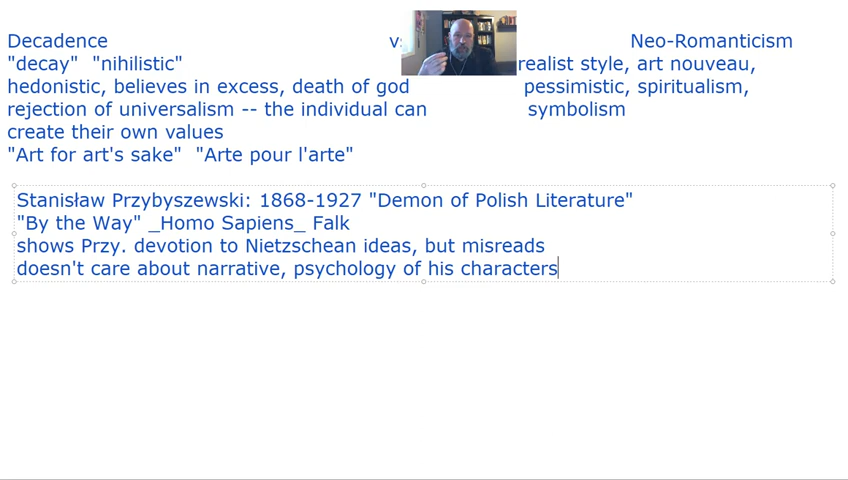 Decadence Neo-Romanticism
"decay" "nihilistic" realist style, art nouveau,
hedonistic, believes in excess, death of god pessimistic, spiritualism,
rejection of universalism -- the individual can symbolism
create their own values
"Art for art's sake" "Arte pour l'arte"
Stanisław Przybyszewski: 1868-1927 "Demon of Polish Literature"
"By the Way" _Homo Sapiens_ Falk
shows Przy. devotion to Nietzschean ideas, but misreads
doesn't care about narrative, psychology of his characters